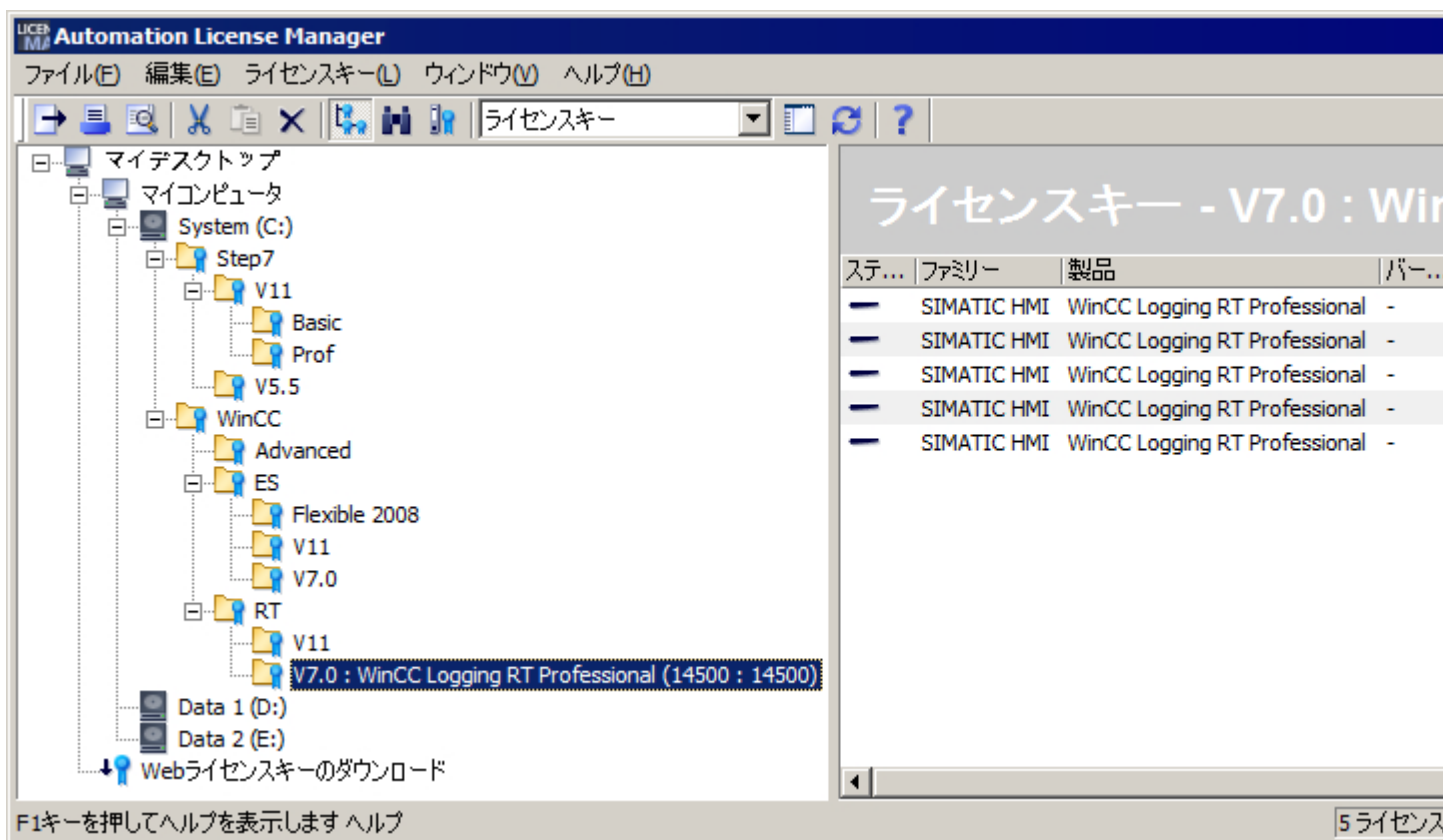 Automation License Manager
ファイル(F) 編集(E) ライセンスキー(L) ウィンドウ(V) ヘルプ(H)
ライセンスキー
マイデスクトップ
マイコンピュータ
System (C:)
Step7
V11
Basic
Prof
V5.5
WinCC
Advanced
ES
Flexible 2008
V11
V7.0
RT
V11
V7.0 : WinCC Logging RT Professional (14500 : 14500)
Data 1 (D:)
Data 2 (E:)
Webライセンスキーのダウンロード
ライセンスキー - V7.0 : Win
ステ... ファミリー 製品 バー...
SIMATIC HMI WinCC Logging RT Professional -
SIMATIC HMI WinCC Logging RT Professional -
SIMATIC HMI WinCC Logging RT Professional -
SIMATIC HMI WinCC Logging RT Professional -
SIMATIC HMI WinCC Logging RT Professional -
F1キーを押してヘルプを表示します ヘルプ
5 ライセンス